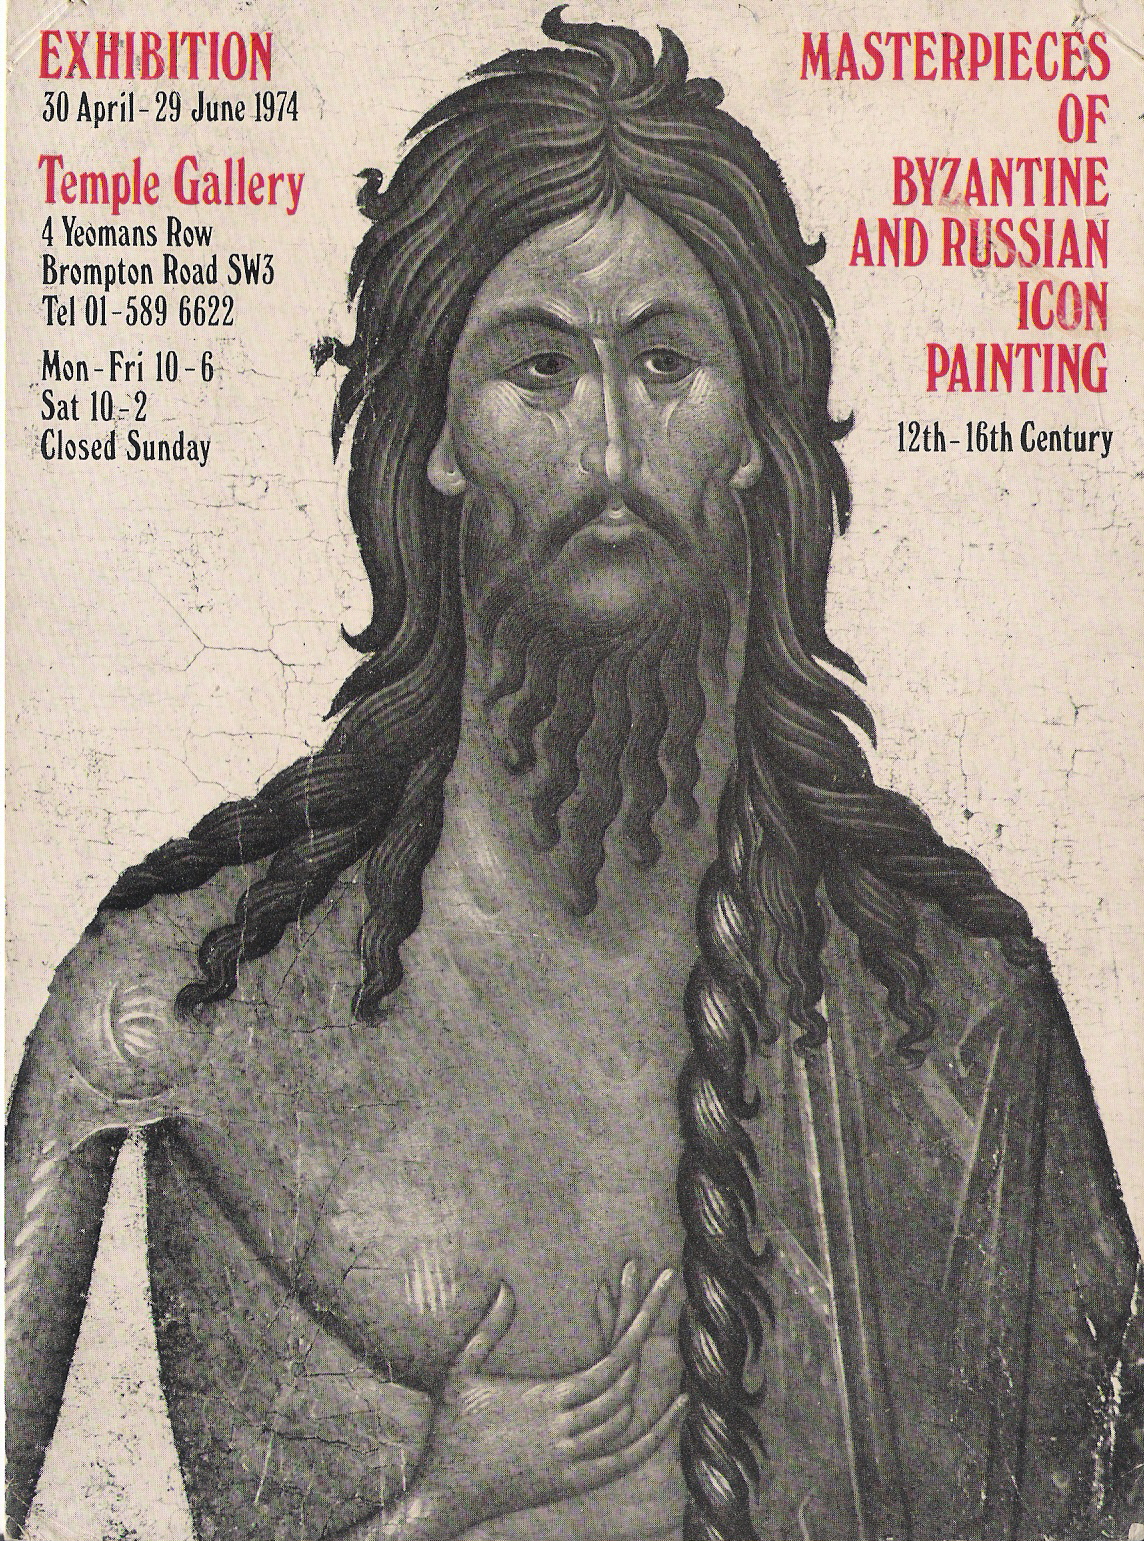 EXHIBITION
30 April-29 June 1974
Temple Gallery
4 Yeomans Row
Brompton Road SW3
Tel 01-589 6622
Mon-Fri 10-6
Sat 10-2
Closed Sunday
MASTERPIECES
OF
BYZANTINE
AND RUSSIAN
ICON
PAINTING
12th-16th Century